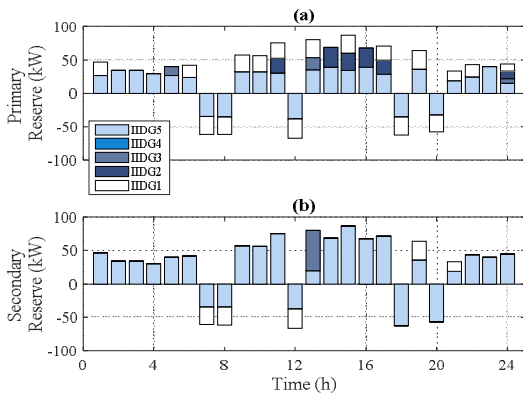 (a)
Primary
Reserve (kW)
100
50
0
-50
-100
IIDG5
IIDG4
IIDG3
IIDG2
IIDG1
(b)
Secondary
Reserve (kW)
100
50
0
-50
-100
0 4 8 12 16 20 24
Time (h)